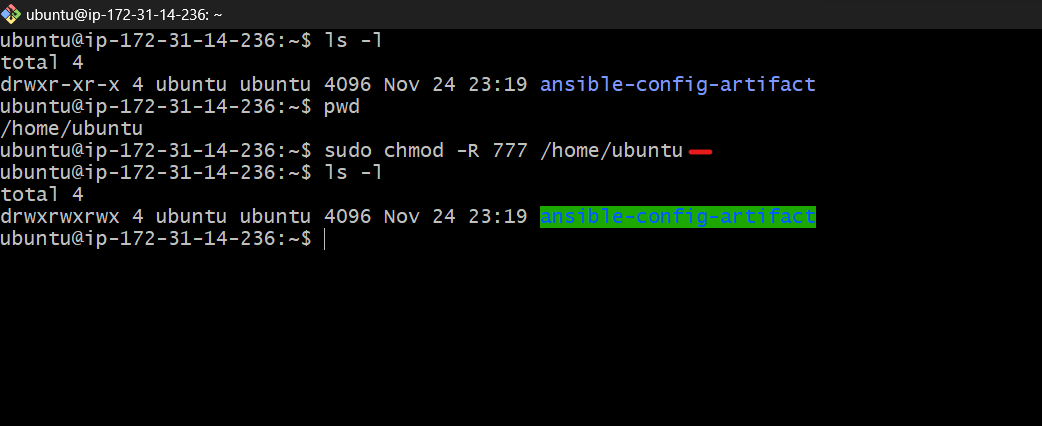 ubuntu@ip-172-31-14-236: ~
ubuntu@ip-172-31-14-236:~$ ls -l
total 4
drwxr-xr-x 4 ubuntu ubuntu 4096 Nov 24 23:19 ansible-config-artifact
ubuntu@ip-172-31-14-236:~$ pwd
/home/ubuntu
ubuntu@ip-172-31-14-236:~$ sudo chmod -R 777 /home/ubuntu
ubuntu@ip-172-31-14-236:~$ ls -l
total 4
drwxrwxrwx 4 ubuntu ubuntu 4096 Nov 24 23:19 ansible-config-artifact
ubuntu@ip-172-31-14-236:~$